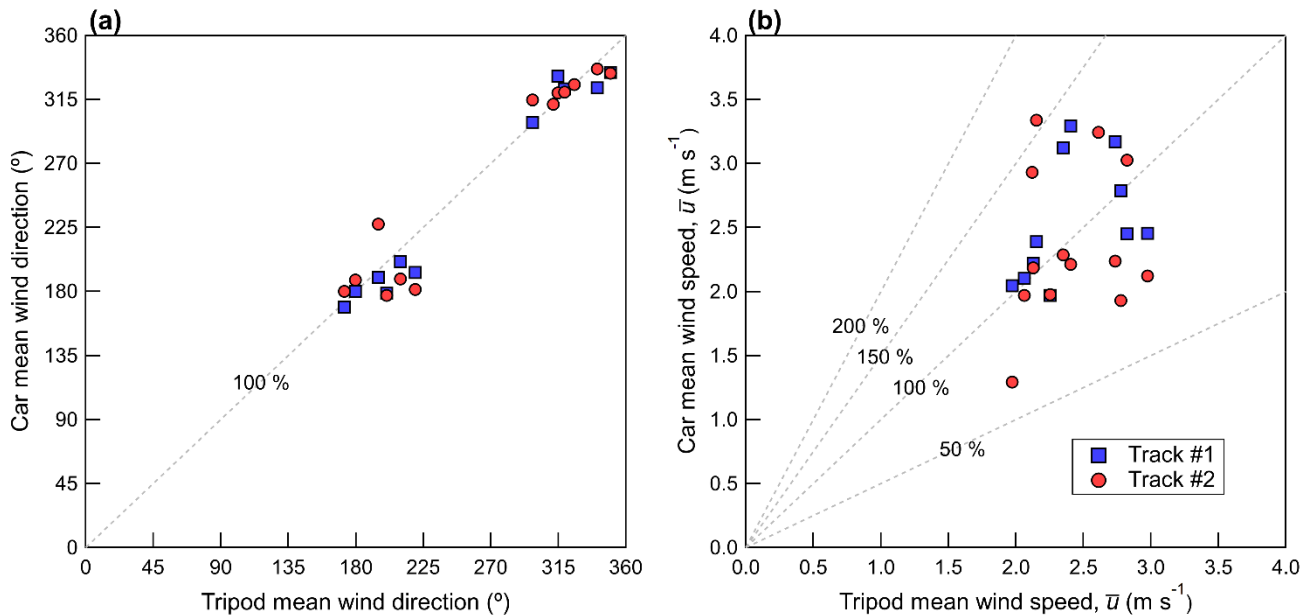 (a)
360
315
270
225
180
135
90
45
0
Car mean wind direction (º)
100 %
0 45 90 135 180 225 270 315 360
Tripod mean wind direction (º)
(b)
4.0
3.5
3.0
2.5
2.0
1.5
1.0
0.5
0.0
Car mean wind speed, u̅ (m s⁻¹)
200 %
150 %
100 %
50 %
Track #1
Track #2
0.0 0.5 1.0 1.5 2.0 2.5 3.0 3.5 4.0
Tripod mean wind speed, u̅ (m s⁻¹)